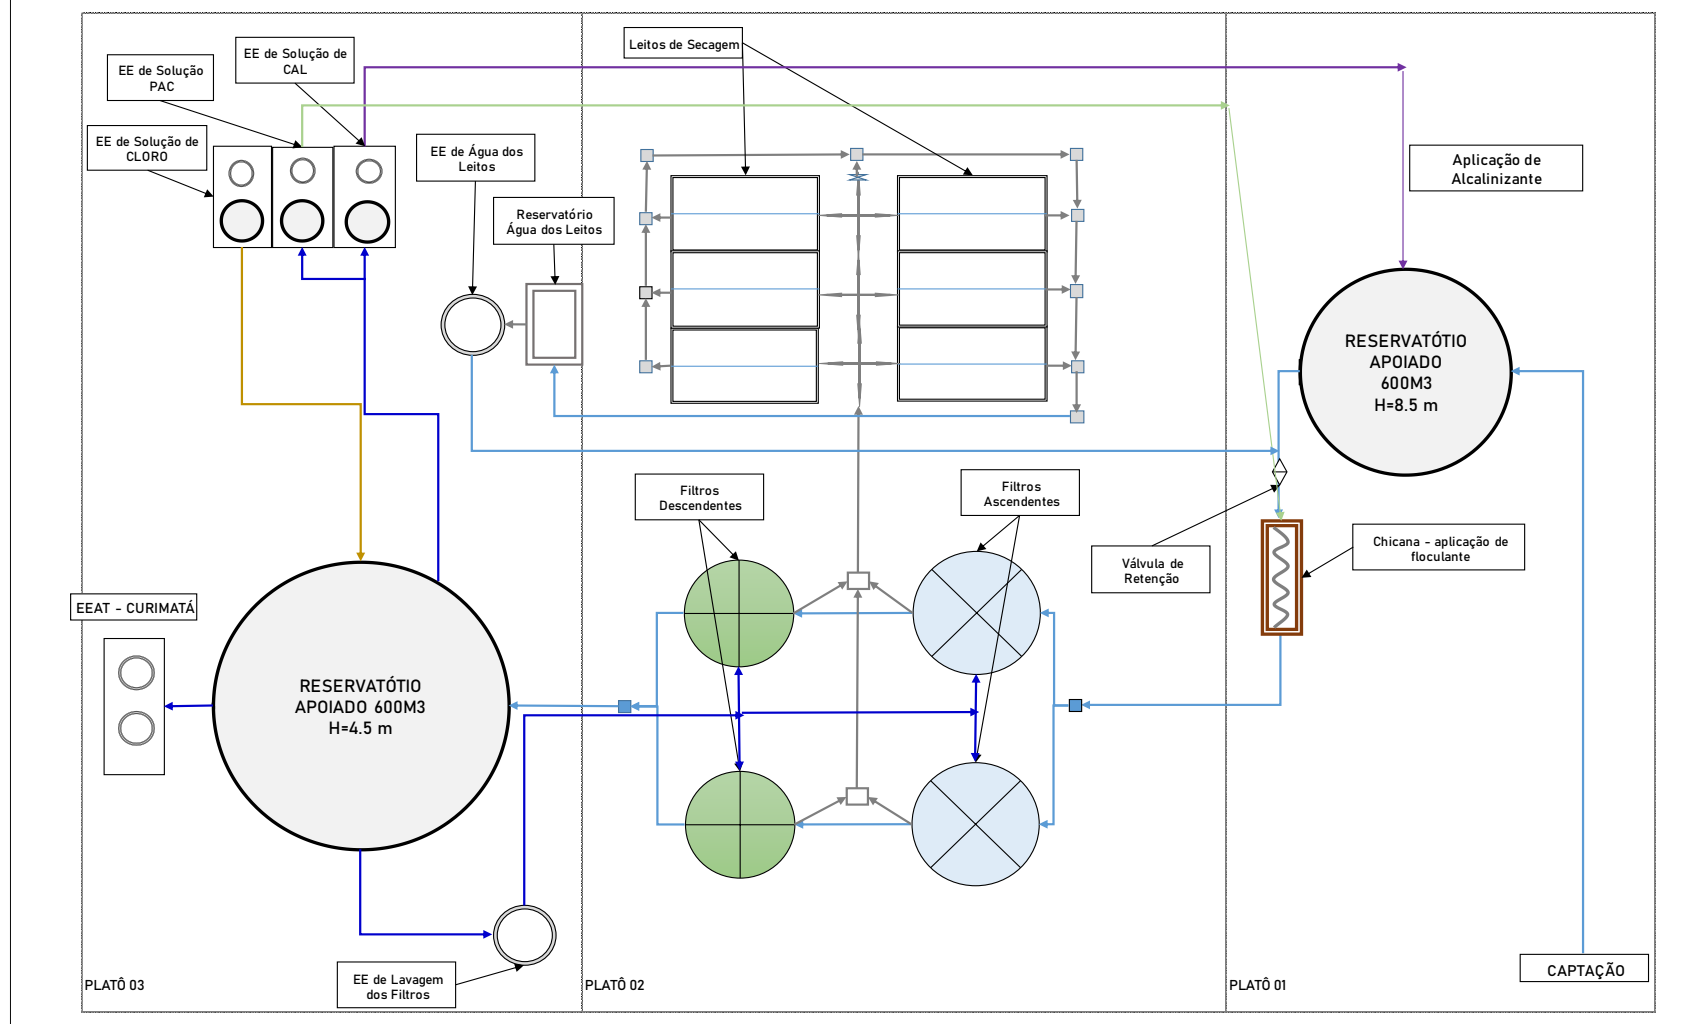 EE de Solução de
CAL
EE de Solução
PAC
EE de Solução de
CLORO
Leitos de Secagem
EE de Água dos
Leitos
Reservatório
Água dos Leitos
Aplicação de
Alcalinizante
RESERVATÓTIO
APOIADO
600M3
H=8.5 m
Filtros
Descendentes
Filtros
Ascendentes
Válvula de
Retenção
Chicana - aplicação de
floculante
EEAT - CURIMATÁ
RESERVATÓTIO
APOIADO 600M3
H=4.5 m
EE de Lavagem
dos Filtros
CAPTAÇÃO
PLATÔ 03
PLATÔ 02
PLATÔ 01